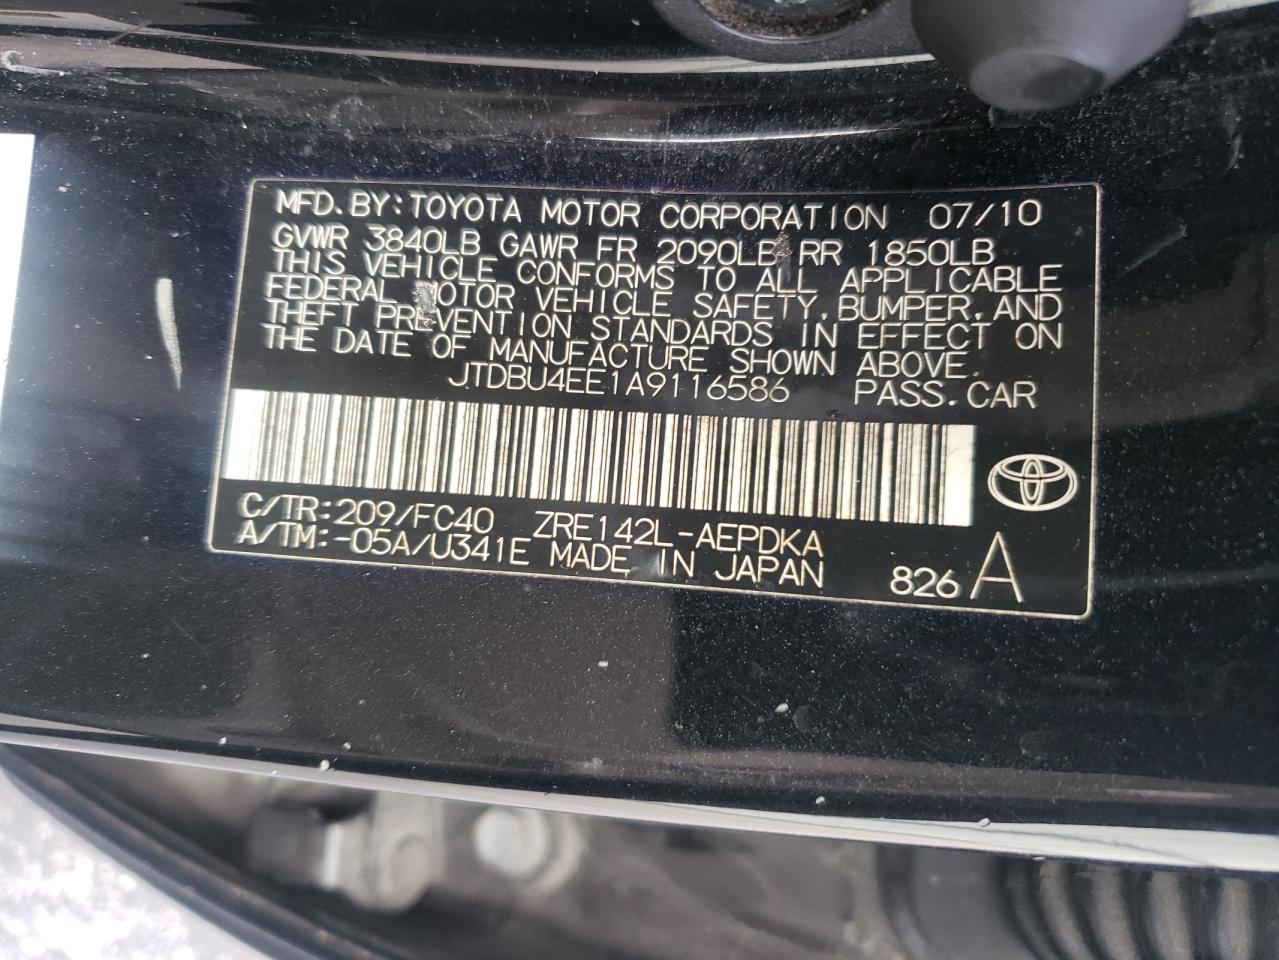 MFD.BY:TOYOTA MOTOR CORPORATION 07/10
GVWR 3840LB GAWR FR 2090LB RR 1850LB
THIS VEHICLE CONFORMS TO ALL APPLICABLE
FEDERAL MOTOR VEHICLE SAFETY, BUMPER, AND
THEFT PREVENTION STANDARDS IN EFFECT ON
THE DATE OF MANUFACTURE SHOWN ABOVE.
JTDBU4EE1A9116586 PASS.CAR
C/TR:209/FC40 ZRE142L-AEPDKA
A/TM:-05A/U341E MADE IN JAPAN 826 A